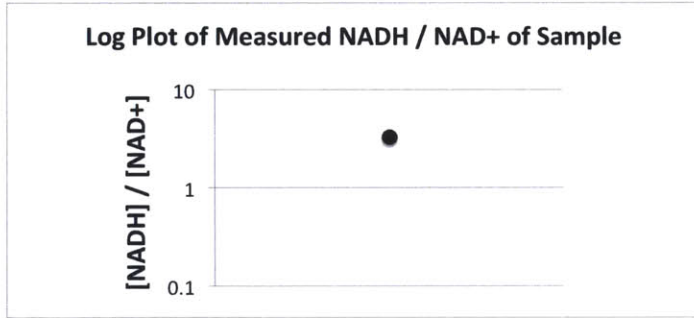 Log Plot of Measured NADH / NAD+ of Sample
[NADH] / [NAD+]
10
1
0.1